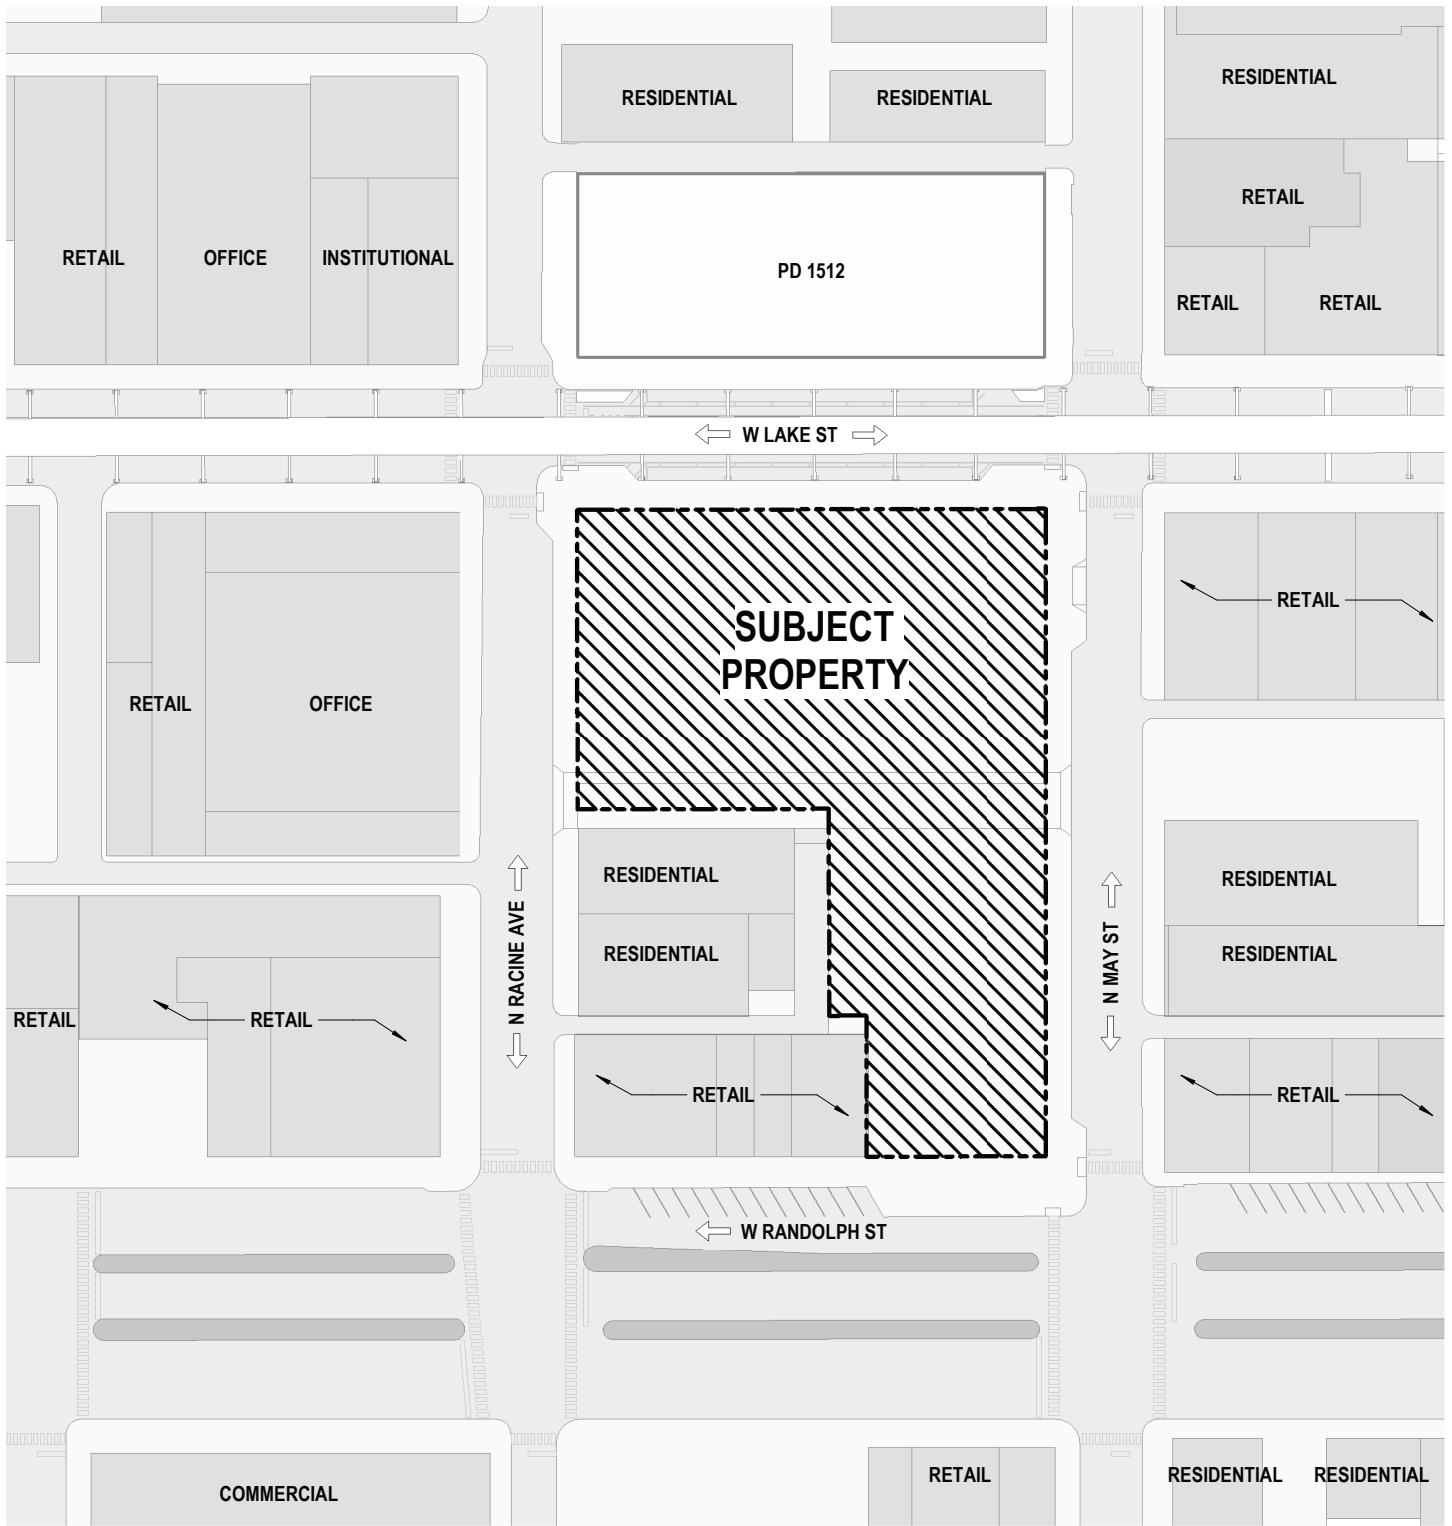 RESIDENTIAL
RESIDENTIAL
RESIDENTIAL
RETAIL
RETAIL
OFFICE
INSTITUTIONAL
PD 1512
RETAIL
RETAIL
W LAKE ST
SUBJECT
PROPERTY
RETAIL
RETAIL
OFFICE
RESIDENTIAL
RESIDENTIAL
RESIDENTIAL
RESIDENTIAL
N RACINE AVE
N MAY ST
RETAIL
RETAIL
RETAIL
RETAIL
W RANDOLPH ST
COMMERCIAL
RETAIL
RESIDENTIAL
RESIDENTIAL